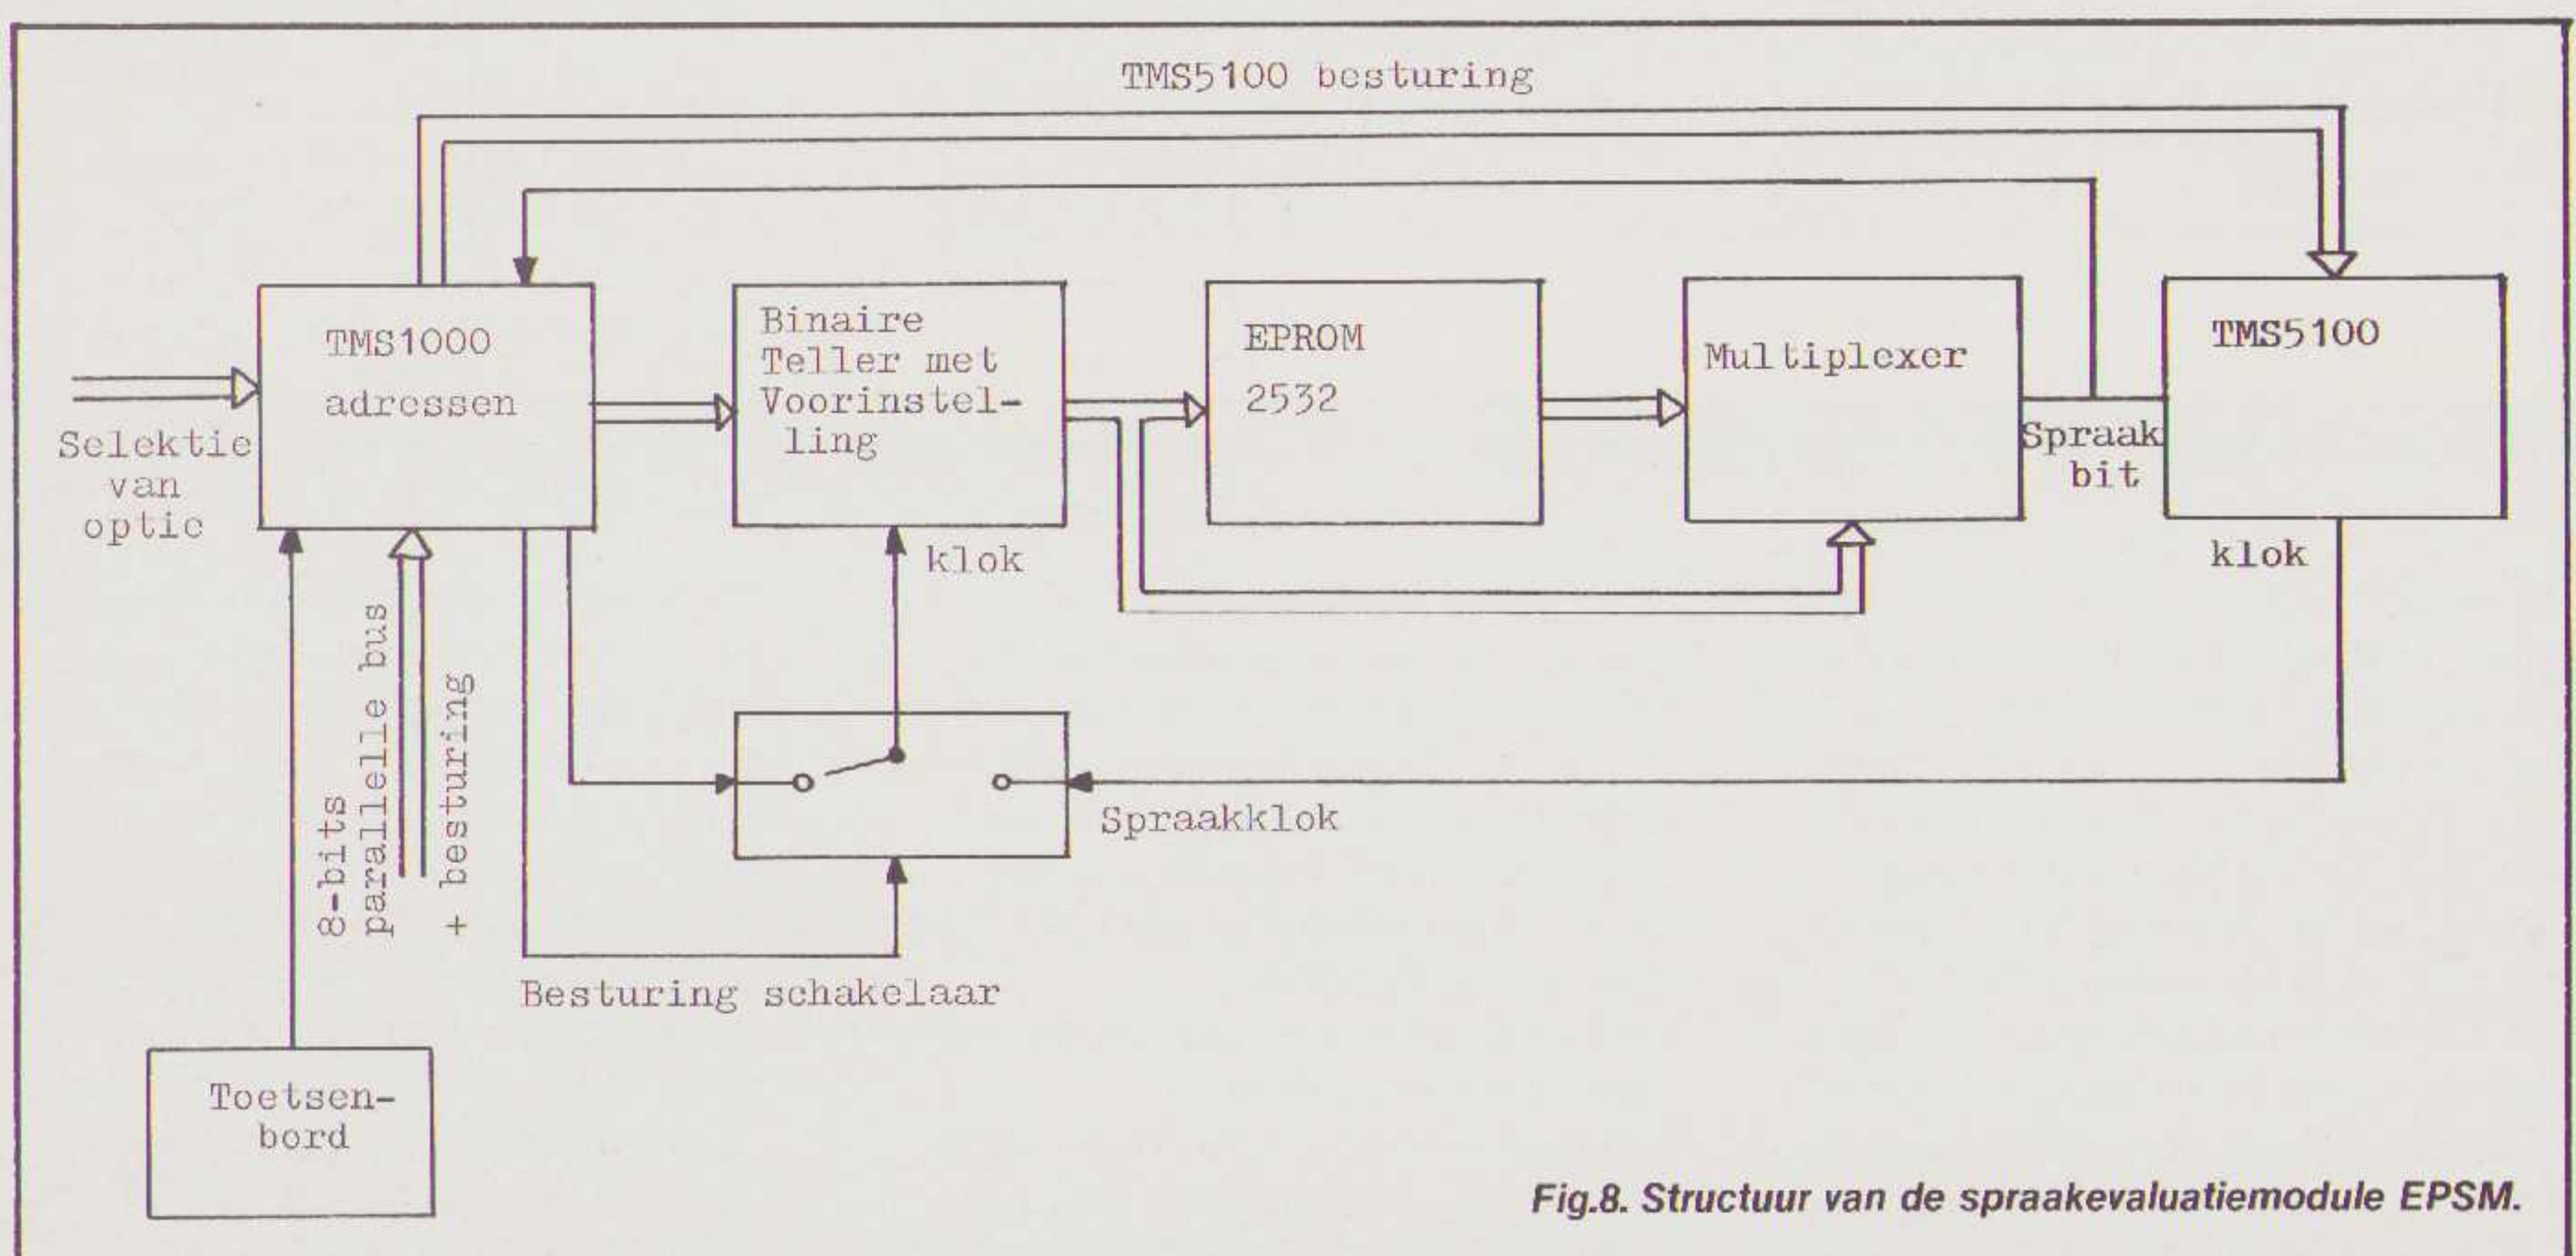 TMS5100 besturing
TMS1000
adressen
Binaire
Teller met
Voorinstel-
ling
EPROM
2532
Multiplexer
TMS5100
Spraak
bit
Selektie
van
optie
klok
klok
8-bits
parallelle bus
+ besturing
Spraakklok
Besturing schakelaar
Toetsen-
bord
Fig.8. Structuur van de spraakevaluatiemodule EPSM.